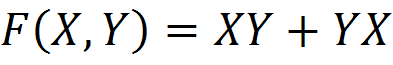 F(X, Y) = XY + YX